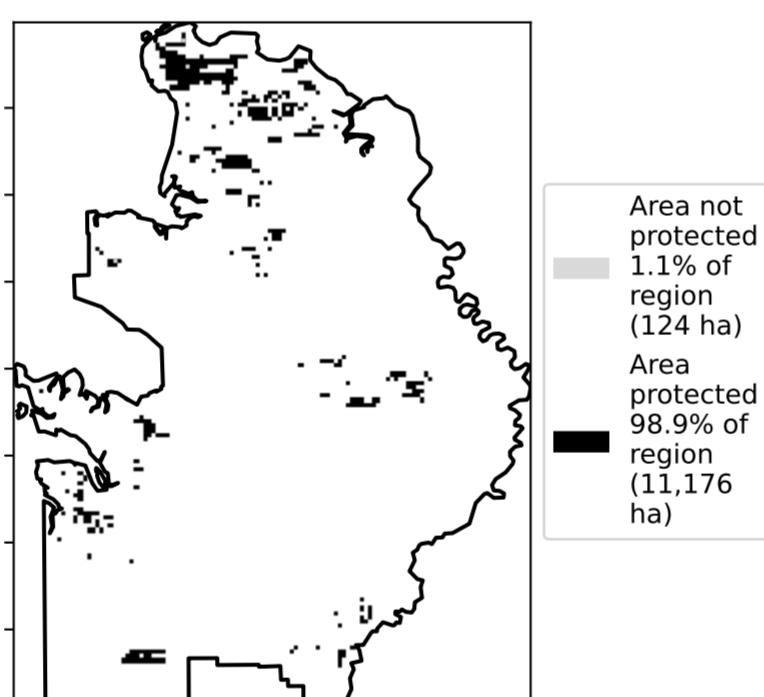 Area not
protected
1.1% of
region
(124 ha)
Area
protected
98.9% of
region
(11,176
ha)